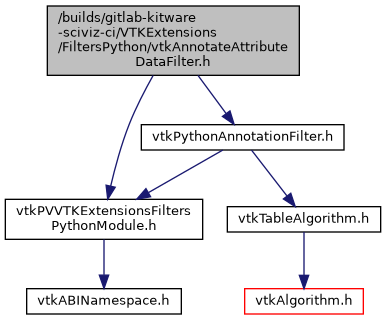 /builds/gitlab-kitware
-sciviz-ci/VTKExtensions
/FiltersPython/vtkAnnotateAttribute
DataFilter.h
vtkPythonAnnotationFilter.h
vtkPVVTKExtensionsFilters
PythonModule.h
vtkTableAlgorithm.h
vtkABINamespace.h
vtkAlgorithm.h